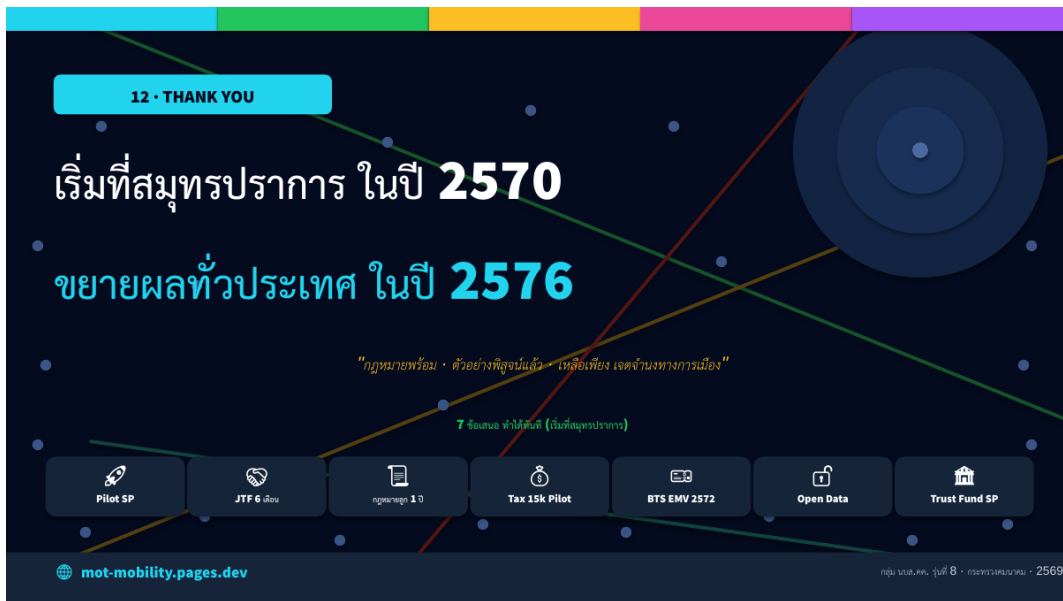 12 · THANK YOU
เริ่มที่สมุทรปราการ ในปี 2570
ขยายผลทั่วประเทศ ในปี 2576
"กฎหมายพร้อม · ตัวอย่างพิสูจน์แล้ว · เหลือเพียง เจตจำนงทางการเมือง"
7 ข้อเสนอ ทำได้ทันที (เริ่มที่สมุทรปราการ)
Pilot SP
JTF 6 เดือน
กฎหมายลูก 1 ปี
Tax 15k Pilot
BTS EMV 2572
Open Data
Trust Fund SP
mot-mobility.pages.dev
กลุ่ม นบส.คค. รุ่นที่ 8 · กระทรวงคมนาคม · 2569